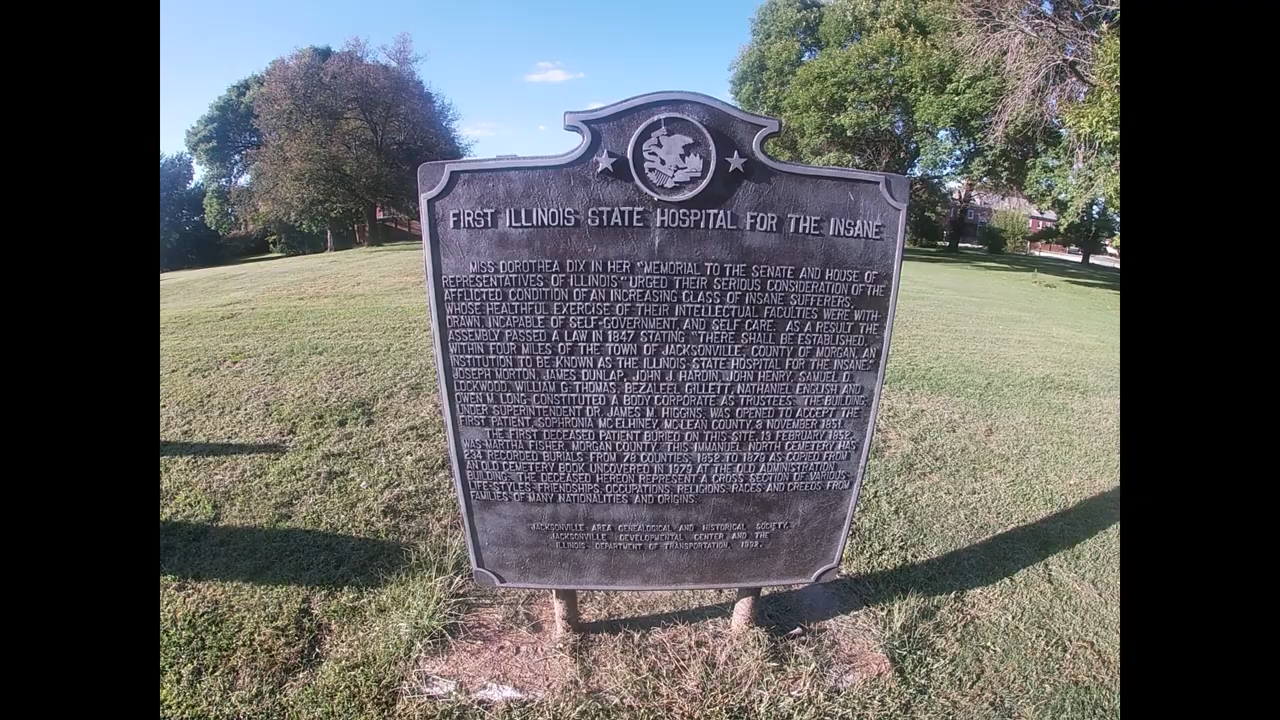 FIRST ILLINOIS STATE HOSPITAL FOR THE INSANE
MISS DOROTHEA DIX IN HER "MEMORIAL TO THE SENATE AND HOUSE OF
REPRESENTATIVES OF ILLINOIS" URGED THEIR SERIOUS CONSIDERATION OF THE
AFFLICTED CONDITION OF AN INCREASING CLASS OF INSANE SUFFERERS,
WHOSE HEALTHFUL EXERCISE OF THEIR INTELLECTUAL FACULTIES WERE WITH-
DRAWN, INCAPABLE OF SELF-GOVERNMENT AND SELF CARE. AS A RESULT THE
ASSEMBLY PASSED A LAW IN 1847 STATING "THERE SHALL BE ESTABLISHED,
WITHIN FOUR MILES OF THE TOWN OF JACKSONVILLE, COUNTY OF MORGAN, AN
INSTITUTION TO BE KNOWN AS THE ILLINOIS STATE HOSPITAL FOR THE INSANE."
JOSEPH MORTON, JAMES DUNLAP, JOHN J. HARDIN, JOHN HENRY, SAMUEL D.
LOCKWOOD, WILLIAM G. THOMAS, BEZALEEL GILLETT, NATHANIEL ENGLISH AND
OWEN M. LONG CONSTITUTED A BODY CORPORATE AS TRUSTEES. THE BUILDING,
UNDER SUPERINTENDENT DR. JAMES M. HIGGINS, WAS OPENED TO ACCEPT THE
FIRST PATIENT, SOPHRONIA MCELHINEY, MCLEAN COUNTY, 3 NOVEMBER 1851.
THE FIRST DECEASED PATIENT BURIED ON THIS SITE, 13 FEBRUARY 1852,
WAS MARTHA FISHER, MORGAN COUNTY. THIS IMMANUEL NORTH CEMETERY HAS
234 RECORDED BURIALS FROM 78 COUNTIES, 1852 TO 1879 AS COPIED FROM
AN OLD CEMETERY BOOK UNCOVERED IN 1979 AT THE OLD ADMINISTRATION
BUILDING. THE DECEASED HEREON REPRESENT A CROSS SECTION OF VARIOUS
LIFE-STYLES, FRIENDSHIPS, OCCUPATIONS, RELIGIONS, RACES AND CREEDS FROM
FAMILIES OF MANY NATIONALITIES AND ORIGINS.
JACKSONVILLE AREA GENEALOGICAL AND HISTORICAL SOCIETY,
JACKSONVILLE DEVELOPMENTAL CENTER AND THE
ILLINOIS DEPARTMENT OF TRANSPORTATION, 1992.